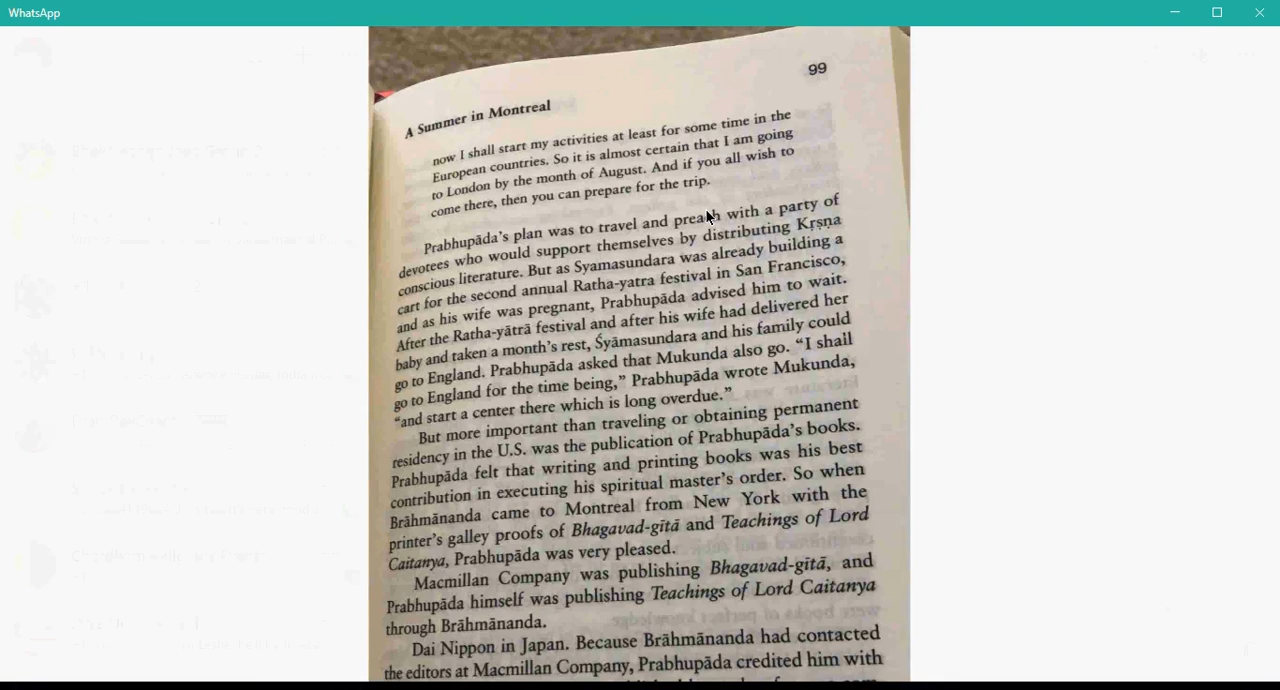 WhatsApp
99
A Summer in Montreal
now I shall start my activities at least for some time in the
European countries. So it is almost certain that I am going
to London by the month of August. And if you all wish to
come there, then you can prepare for the trip.
Prabhupāda's plan was to travel and preach with a party of
devotees who would support themselves by distributing Kṛṣṇa
conscious literature. But as Syamasundara was already building a
cart for the second annual Ratha-yatra festival in San Francisco,
and as his wife was pregnant, Prabhupāda advised him to wait.
After the Ratha-yātrā festival and after his wife had delivered her
baby and taken a month's rest, Śyāmasundara and his family could
go to England. Prabhupāda asked that Mukunda also go. "I shall
go to England for the time being," Prabhupāda wrote Mukunda,
"and start a center there which is long overdue."
But more important than traveling or obtaining permanent
residency in the U.S. was the publication of Prabhupāda's books.
Prabhupāda felt that writing and printing books was his best
contribution in executing his spiritual master's order. So when
Brāhmānanda came to Montreal from New York with the
printer's galley proofs of Bhagavad-gītā and Teachings of Lord
Caitanya, Prabhupāda was very pleased.
Macmillan Company was publishing Bhagavad-gītā, and
Prabhupāda himself was publishing Teachings of Lord Caitanya
through Brāhmānanda.
Dai Nippon in Japan. Because Brāhmānanda had contacted
the editors at Macmillan Company, Prabhupāda credited him with